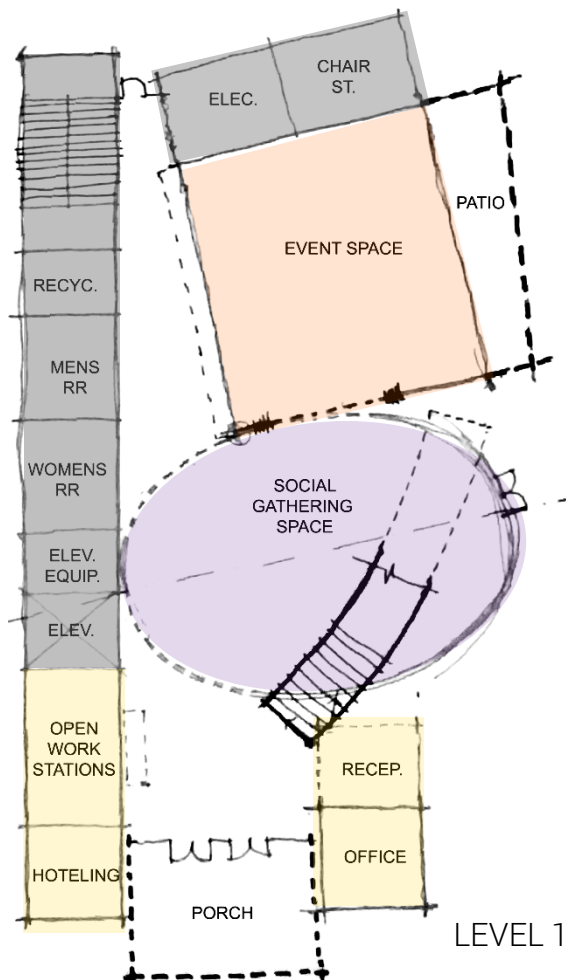 CHAIR
ST.
ELEC.
PATIO
EVENT SPACE
RECYC.
MENS
RR
WOMENS
RR
SOCIAL
GATHERING
SPACE
ELEV.
EQUIP.
ELEV.
OPEN
WORK
STATIONS
RECEP.
HOTELING
OFFICE
PORCH
LEVEL 1